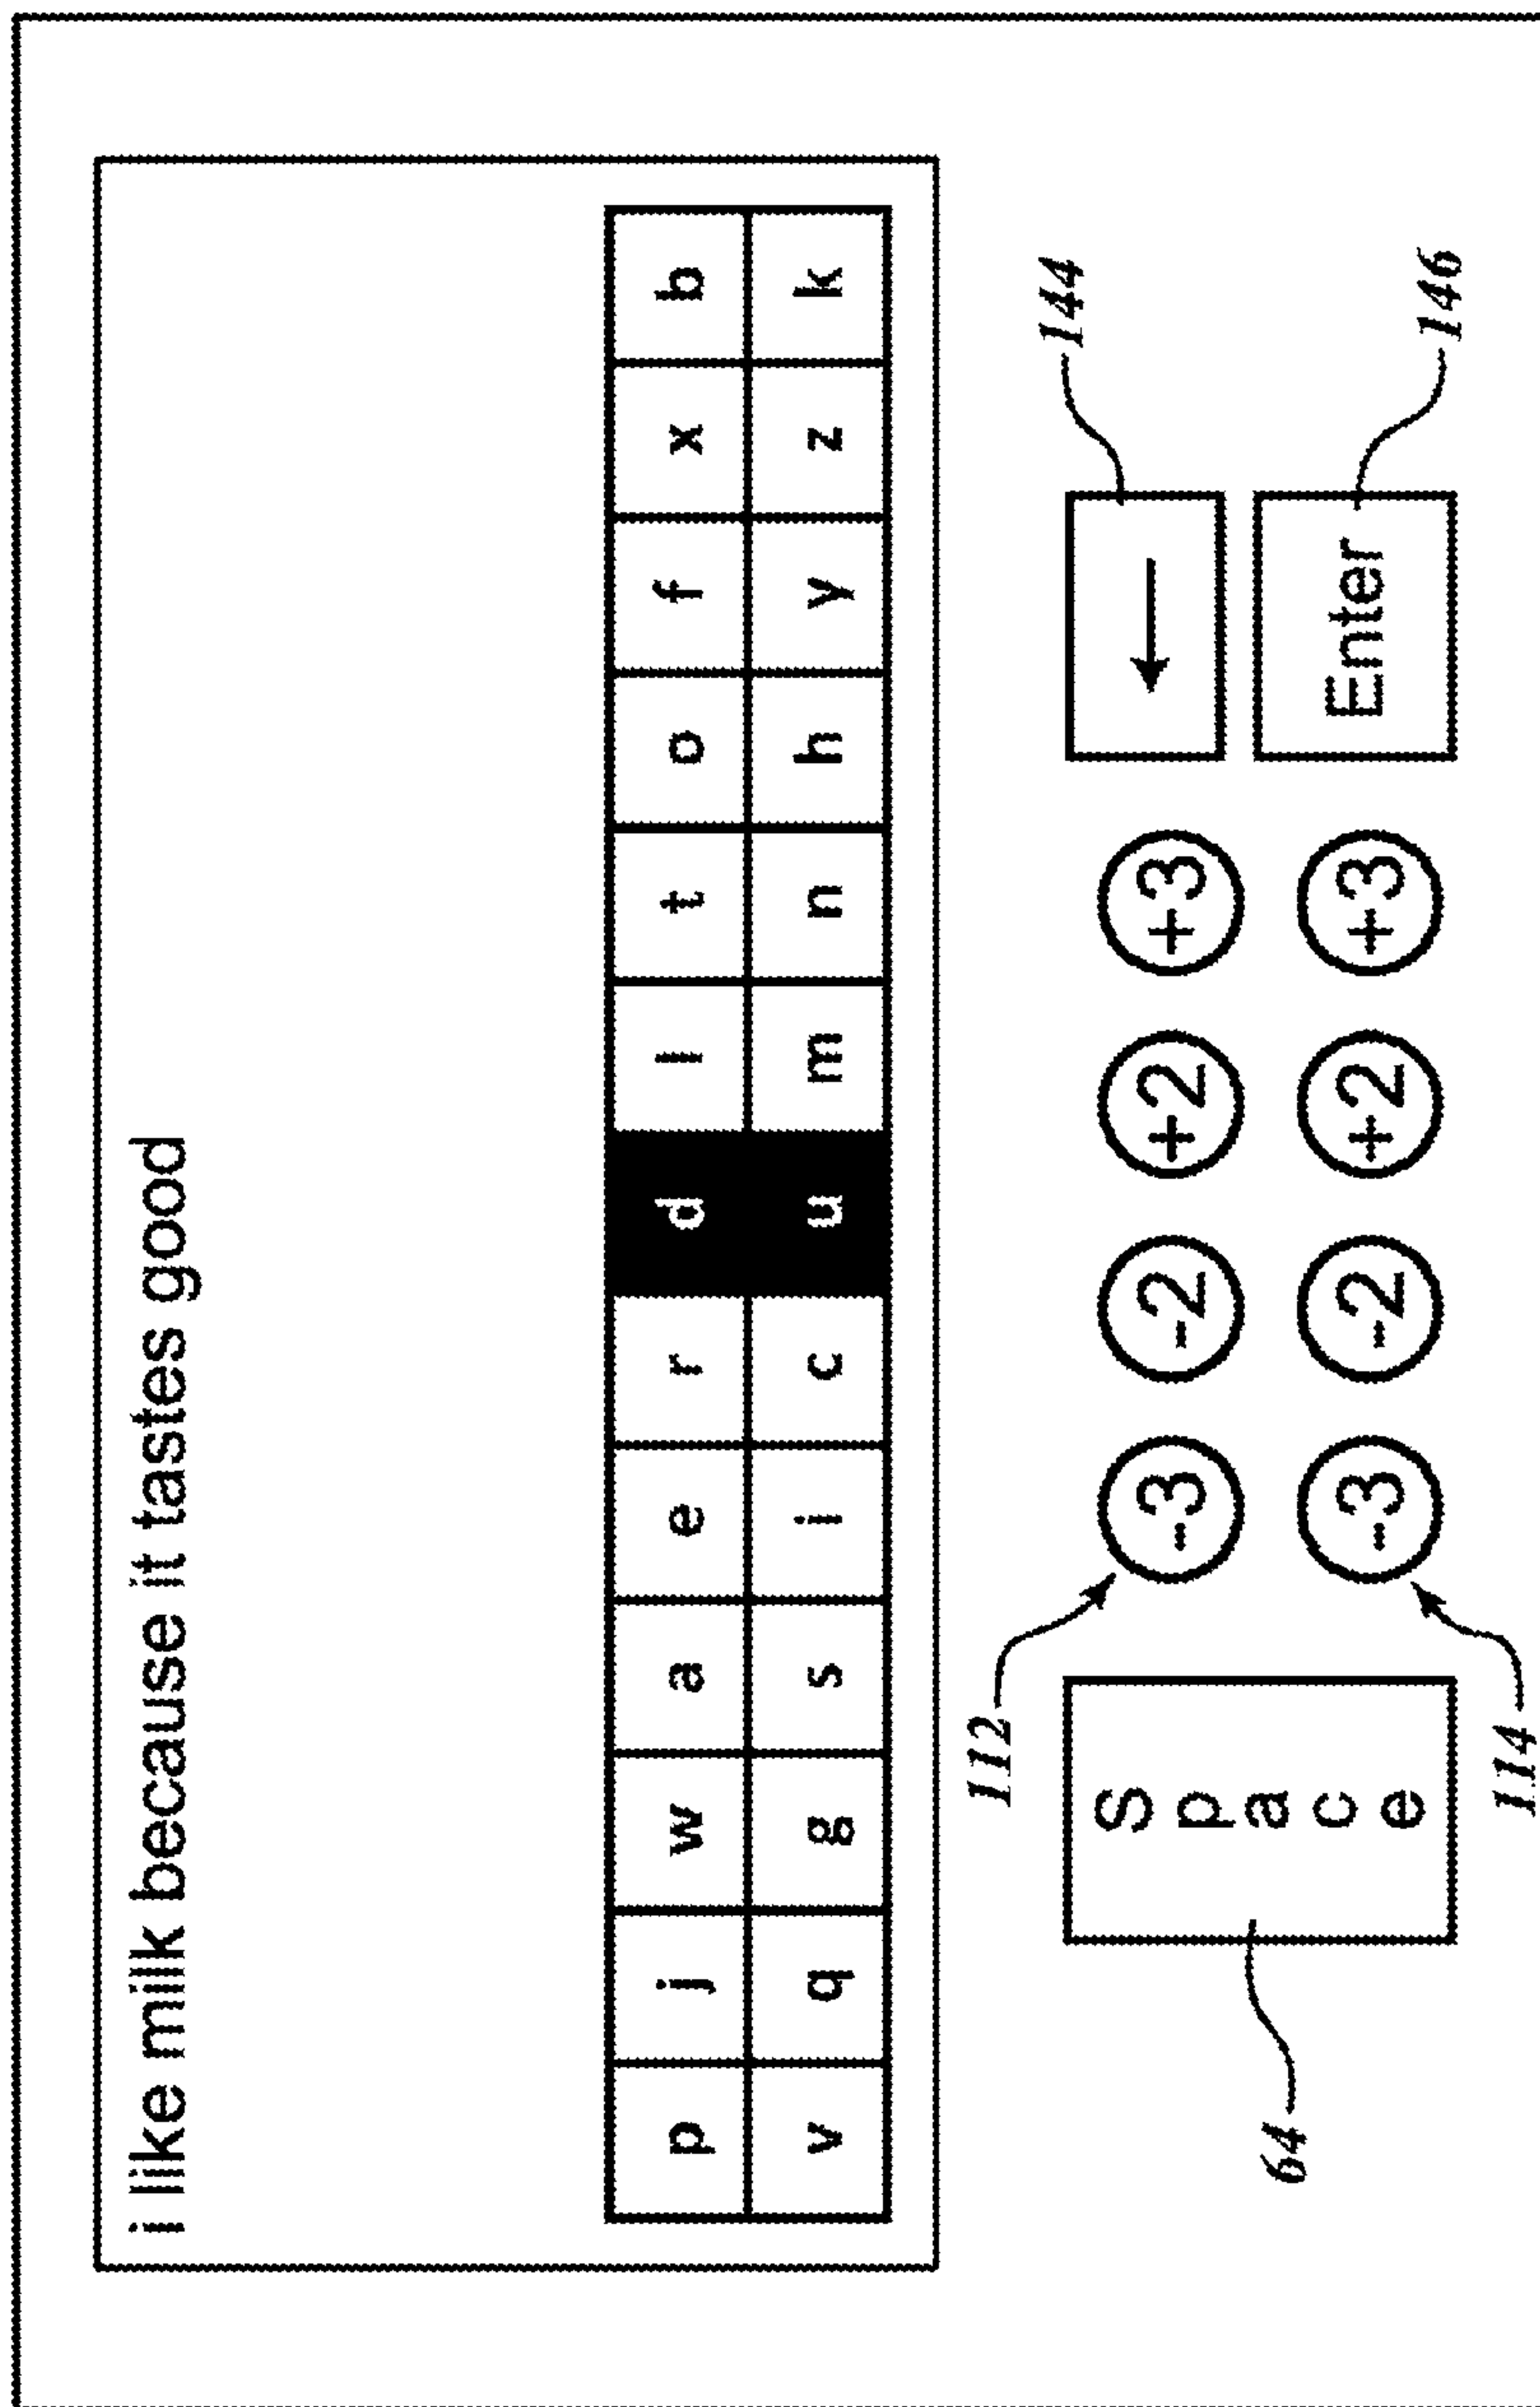 i like milk because it tastes good
p j w a e r d l t o f x b
v q g s i c u m n h y z k
112
144
-3 -2 +2 +3
64
Space
Enter
-3 -2 +2 +3
114
146